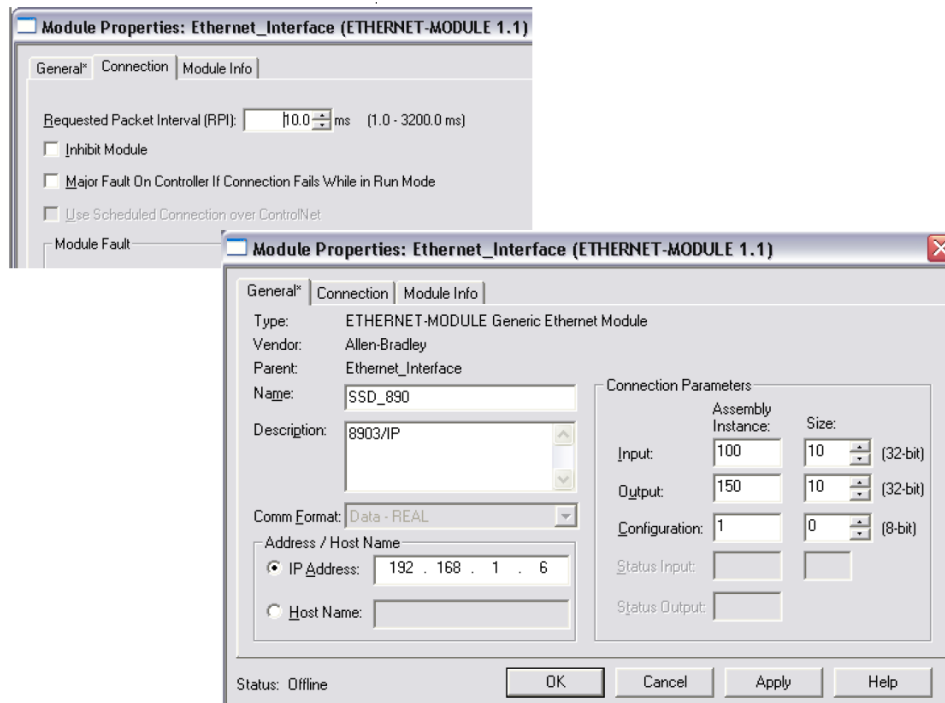 Module Properties: Ethernet_Interface (ETHERNET-MODULE 1.1)
General* Connection Module Info
Requested Packet Interval (RPI): 10.0 ms (1.0 - 3200.0 ms)
Inhibit Module
Major Fault On Controller If Connection Fails While in Run Mode
Use Scheduled Connection over ControlNet
Module Fault
Module Properties: Ethernet_Interface (ETHERNET-MODULE 1.1)
General* Connection Module Info
Type: ETHERNET-MODULE Generic Ethernet Module
Vendor: Allen-Bradley
Parent: Ethernet_Interface
Name: SSD_890
Description: 8903/IP
Comm Format: Data - REAL
Address / Host Name
IP Address: 192 . 168 . 1 . 6
Host Name:
Connection Parameters
Assembly
Instance: Size:
Input: 100 10 (32-bit)
Output: 150 10 (32-bit)
Configuration: 1 0 (8-bit)
Status Input:
Status Output:
Status: Offline OK Cancel Apply Help